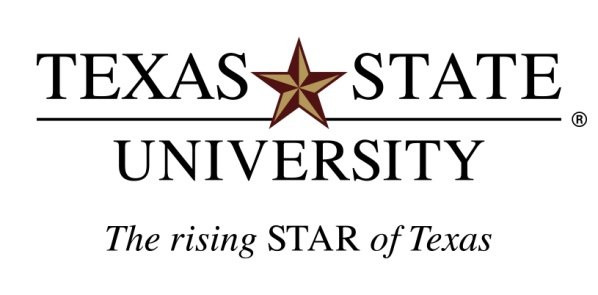 TEXAS STATE
®
UNIVERSITY
The rising STAR of Texas